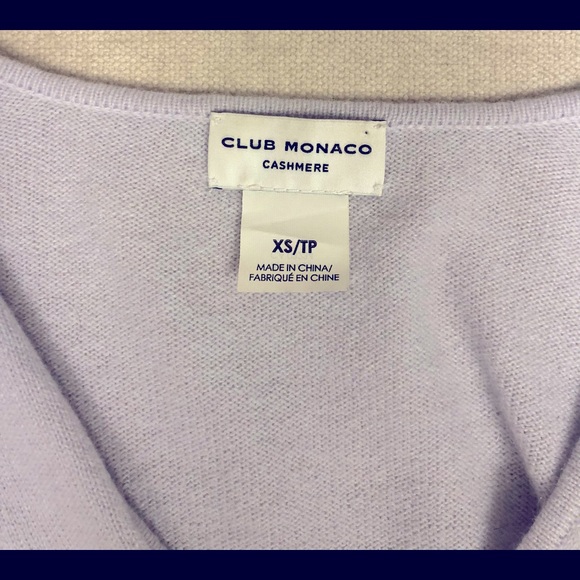 CLUB MONACO
CASHMERE
XS/TP
MADE IN CHINA/
FABRIQUÉ EN CHINE